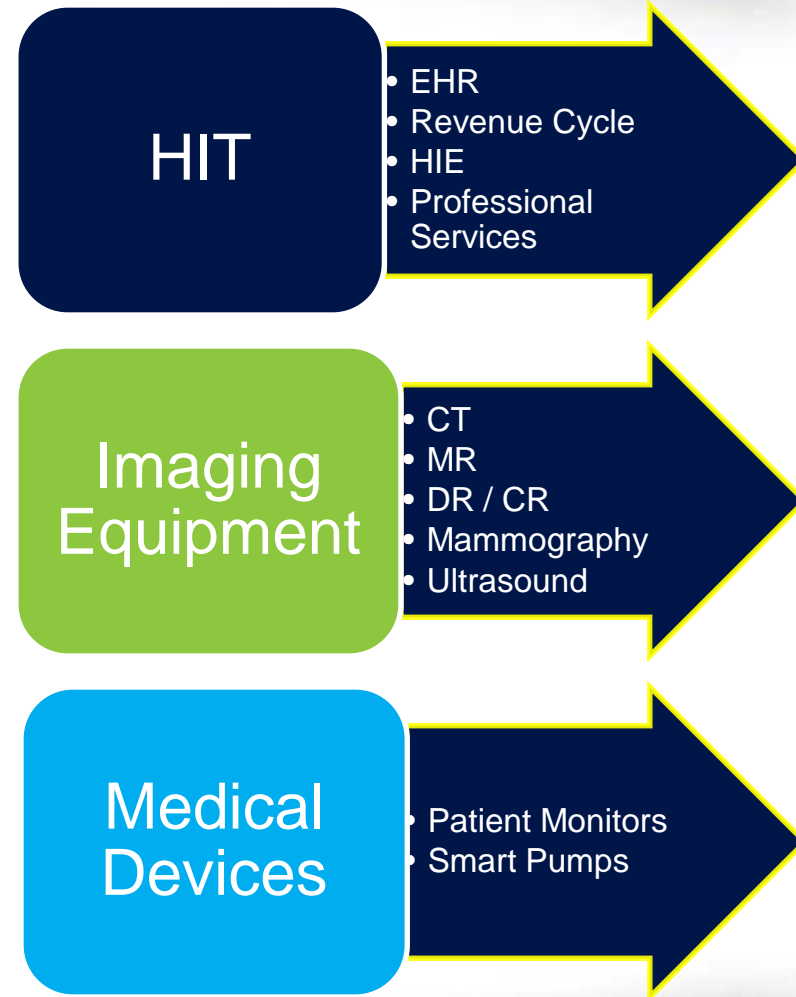 HIT
• EHR
• Revenue Cycle
• HIE
• Professional
Services
Imaging
Equipment
• CT
• MR
• DR / CR
• Mammography
• Ultrasound
Medical
Devices
• Patient Monitors
• Smart Pumps